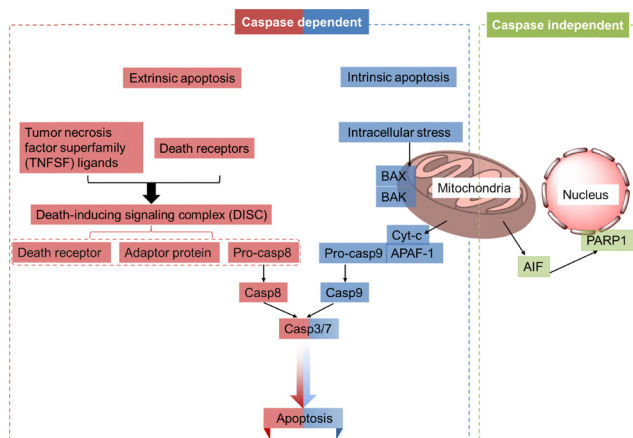 Caspase dependent
Caspase independent
Extrinsic apoptosis
Intrinsic apoptosis
Tumor necrosis
factor superfamily
(TNFSF) ligands
Death receptors
Intracellular stress
BAX
BAK
Mitochondria
Nucleus
Death-inducing signaling complex (DISC)
Death receptor
Adaptor protein
Pro-casp8
Pro-casp9
Cyt-c
APAF-1
PARP1
AIF
Casp8
Casp9
Casp3/7
Apoptosis